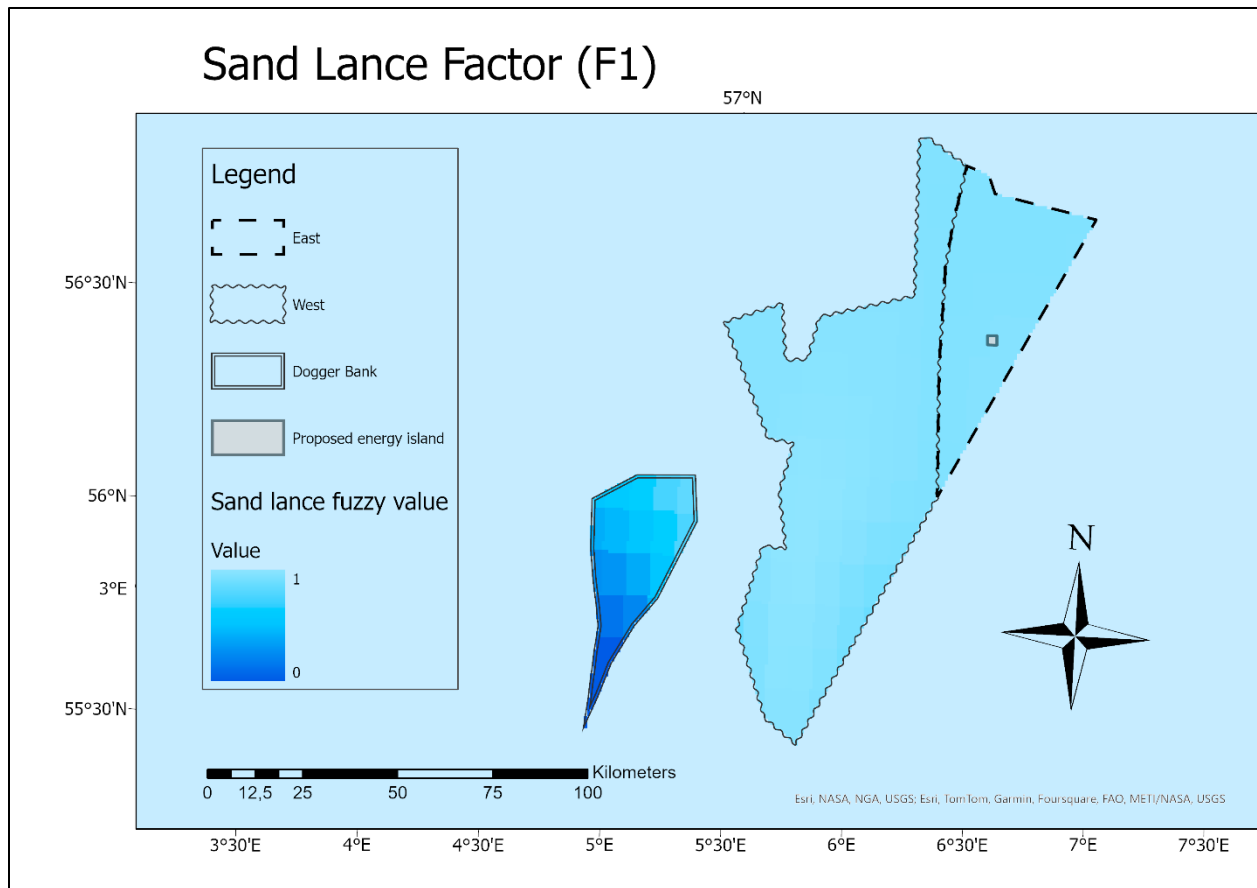 Sand Lance Factor (F1)
57°N
Legend
East
West
Dogger Bank
Proposed energy island
Sand lance fuzzy value
Value
1
0
56°30'N
56°N
3°E
55°30'N
N
Kilometers
0 12,5 25 50 75 100
Esri, NASA, NGA, USGS; Esri, TomTom, Garmin, Foursquare, FAO, METI/NASA, USGS
3°30'E 4°E 4°30'E 5°E 5°30'E 6°E 6°30'E 7°E 7°30'E